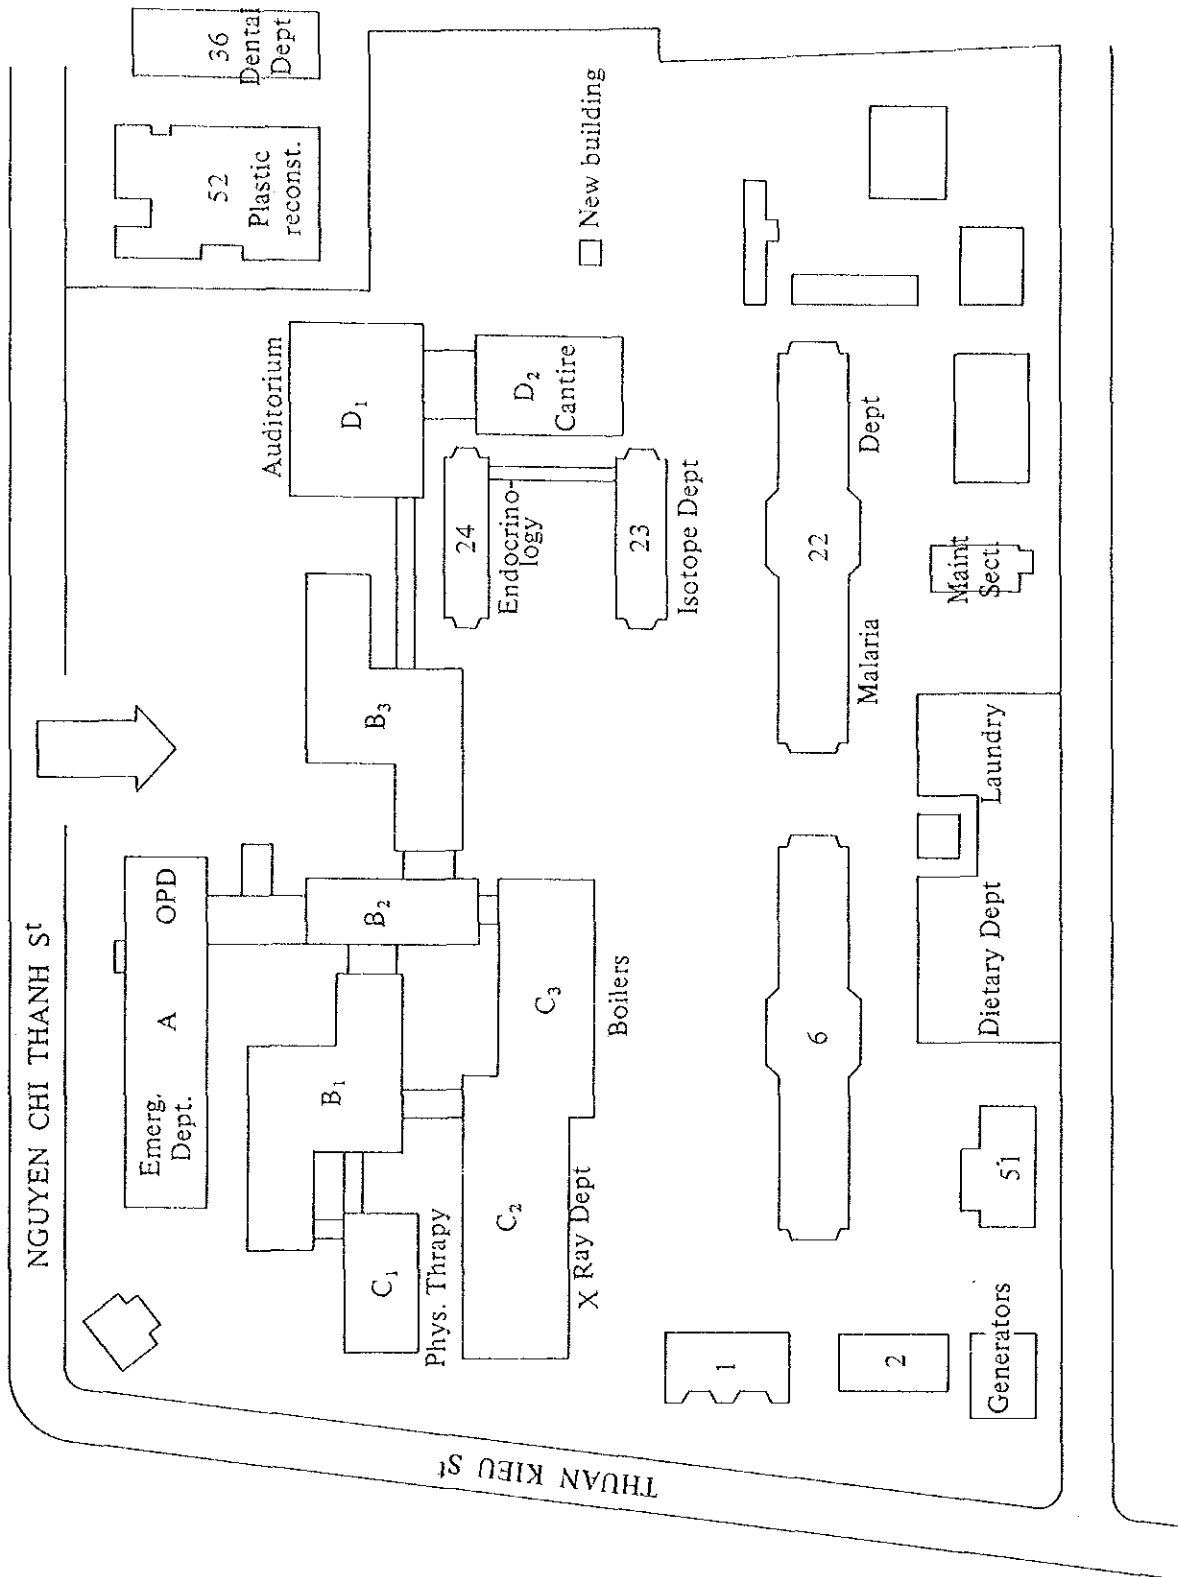 NGUYEN CHI THANH St
THUAN KIEU St
Emerg.
Dept.
A
OPD
B1
B2
B3
C1
Phys. Thrapy
C2
X Ray Dept
C3
Boilers
Auditorium
D1
D2
Cantire
24
Endocrino-
logy
23
Isotope Dept
52
Plastic
reconst.
36
Dental
Dept
New building
1
2
Generators
6
51
Malaria
22
Dept
Dietary Dept
Laundry
Maint
Sect.